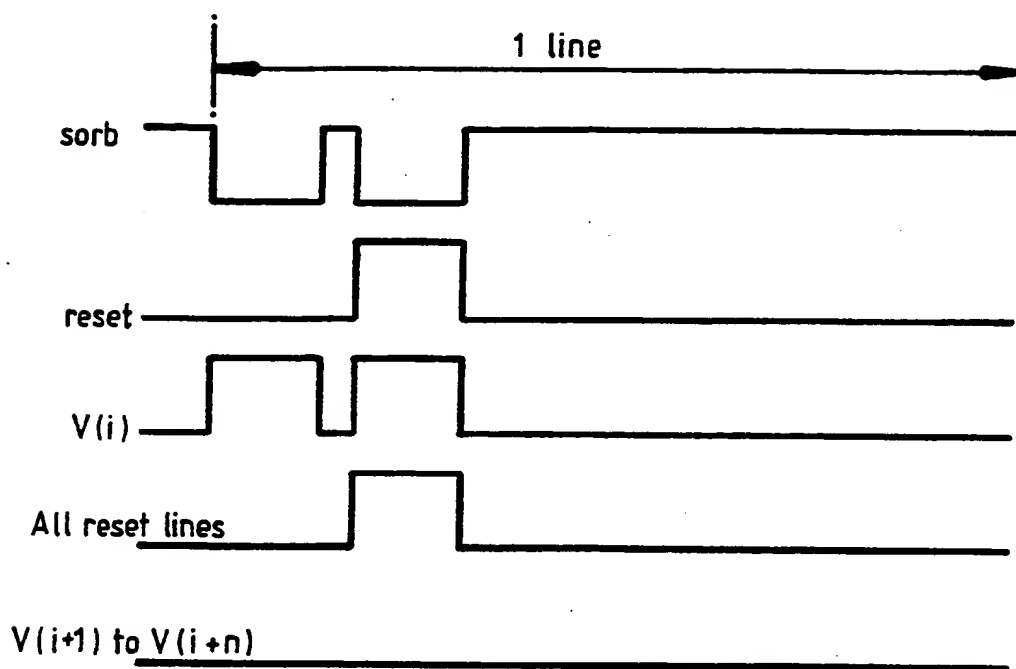 1 line
sorb
reset
V(i)
All reset lines
V(i+1) to V(i+n)